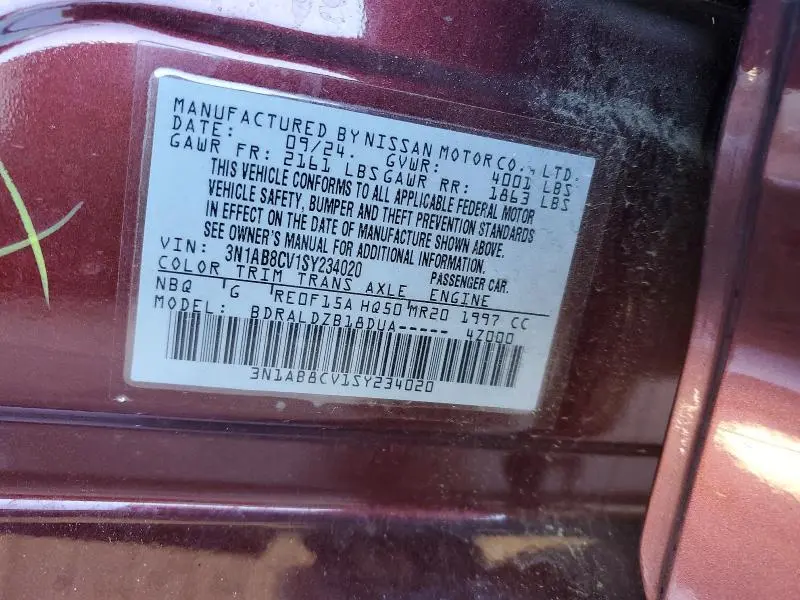 MANUFACTURED BY NISSAN MOTOR CO., LTD.
DATE: 09/24. GVWR: 4001 LBS
GAWR FR: 2161 LBS GAWR RR: 1863 LBS
THIS VEHICLE CONFORMS TO ALL APPLICABLE FEDERAL MOTOR
VEHICLE SAFETY, BUMPER AND THEFT PREVENTION STANDARDS
IN EFFECT ON THE DATE OF MANUFACTURE SHOWN ABOVE.
SEE OWNER'S MANUAL FOR ADDITIONAL INFORMATION.
VIN: 3N1AB8CV1SY234020 PASSENGER CAR.
COLOR TRIM TRANS AXLE ENGINE
NBQ G RE0F15A HQ50 MR20 1997 CC
MODEL: BDRALDZB18DUA----- 4Z000
3N1AB8CV1SY234020